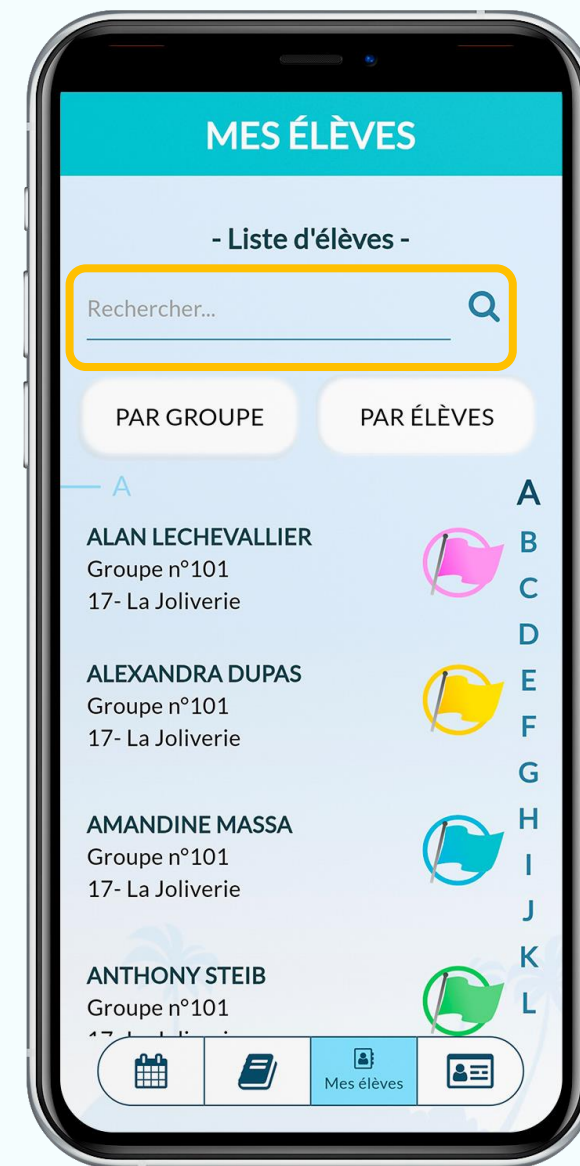 MES ÉLÈVES
- Liste d'élèves -
Rechercher...
PAR GROUPE
PAR ÉLÈVES
A
ALAN LECHEVALLIER
Groupe n°101
17- La Joliverie
ALEXANDRA DUPAS
Groupe n°101
17- La Joliverie
AMANDINE MASSA
Groupe n°101
17- La Joliverie
ANTHONY STEIB
Groupe n°101
A
B
C
D
E
F
G
H
I
J
K
L
Mes élèves